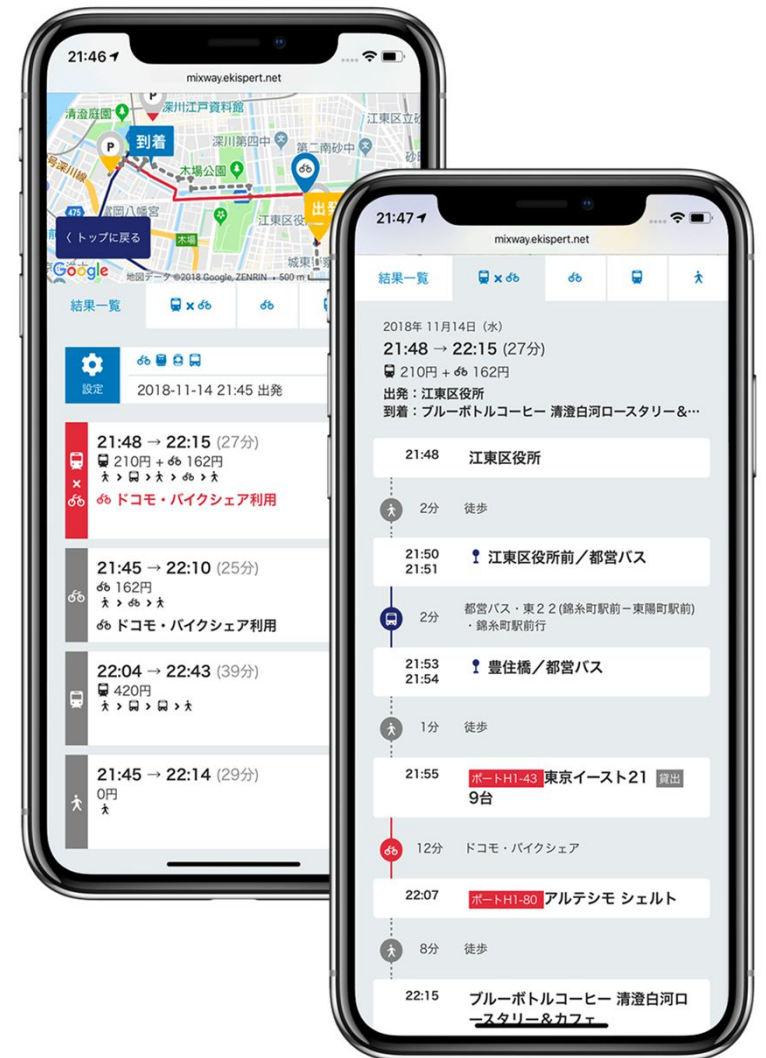 21:46
mixway.ekispert.net
清澄庭園
深川江戸資料館
江東区立
P
到着
深川第四中
第二南砂中
砂
P
木場公園
号深川線
475
富岡八幡宮
江東区役
〈 トップに戻る
木場
城東
Google
地図データ ©2018 Google, ZENRIN
500 m
結果一覧
×
設定
2018-11-14 21:45 出発
21:48 → 22:15 (27分)
210円 + 162円
×
ドコモ・バイクシェア利用
21:45 → 22:10 (25分)
162円
ドコモ・バイクシェア利用
22:04 → 22:43 (39分)
420円
21:45 → 22:14 (29分)
0円
21:47
mixway.ekispert.net
結果一覧
×
2018年 11月14日（水）
21:48 → 22:15 (27分)
210円 + 162円
出発：江東区役所
到着：ブルーボトルコーヒー 清澄白河ロースタリー&…
21:48 江東区役所
2分 徒歩
21:50
21:51
江東区役所前／都営バス
2分
都営バス・東２２(錦糸町駅前－東陽町駅前)
・錦糸町駅前行
21:53
21:54
豊住橋／都営バス
1分 徒歩
21:55 ポートH1-43 東京イースト21 貸出
9台
12分 ドコモ・バイクシェア
22:07 ポートH1-80 アルテシモ シェルト
8分 徒歩
22:15 ブルーボトルコーヒー 清澄白河ロ
ースタリー&カフェ